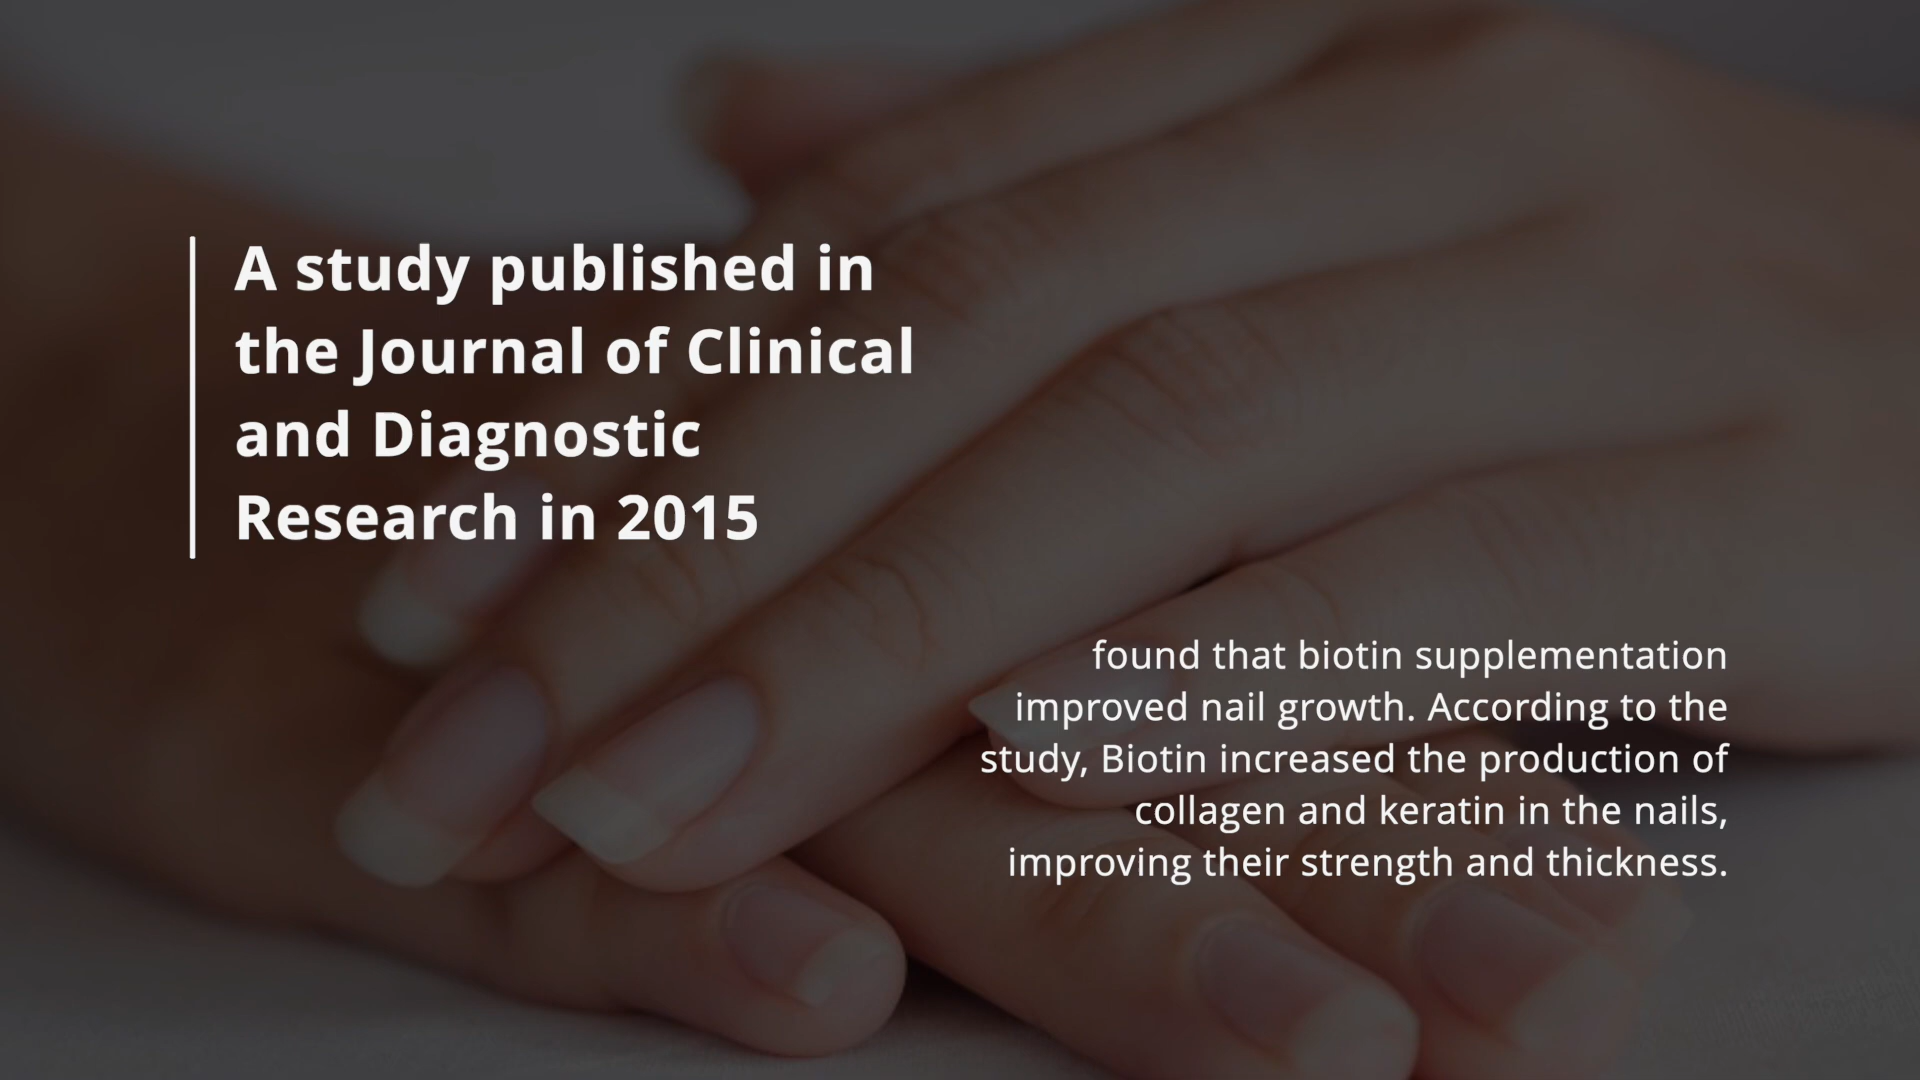 A study published in
the Journal of Clinical
and Diagnostic
Research in 2015
found that biotin supplementation
improved nail growth. According to the
study, Biotin increased the production of
collagen and keratin in the nails,
improving their strength and thickness.